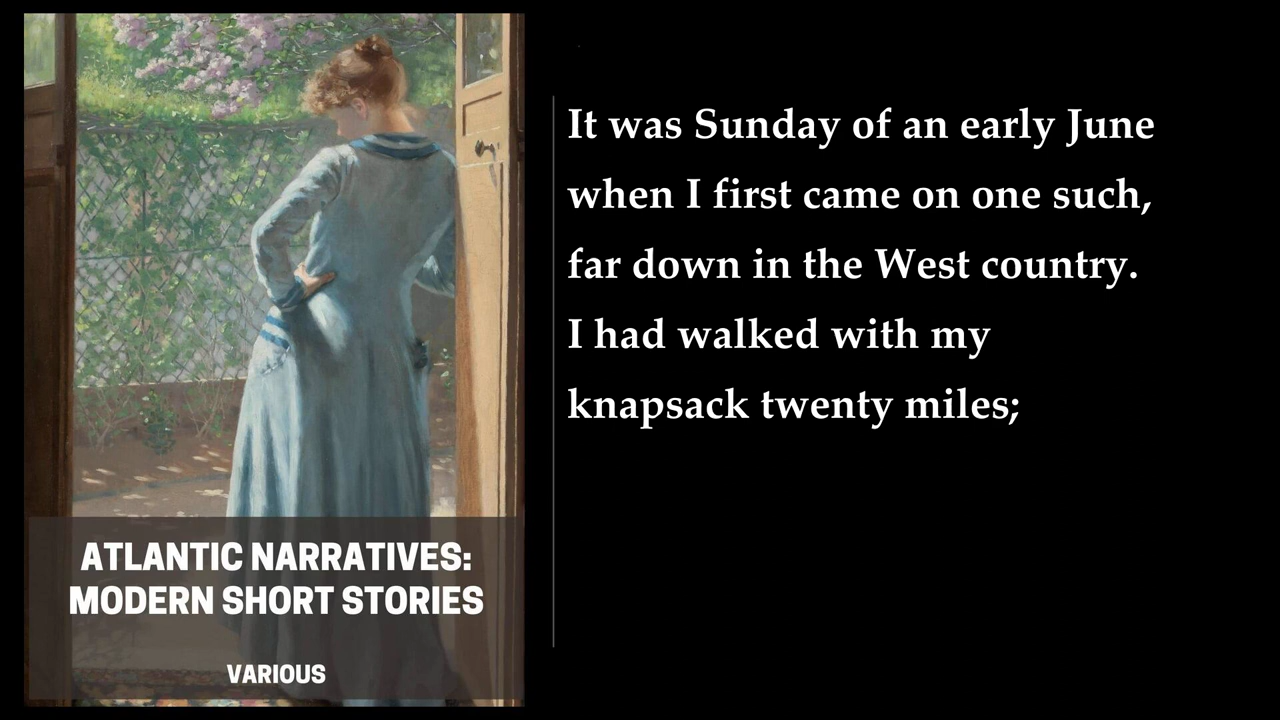 It was Sunday of an early June
when I first came on one such,
far down in the West country.
I had walked with my
knapsack twenty miles;
ATLANTIC NARRATIVES:
MODERN SHORT STORIES
VARIOUS